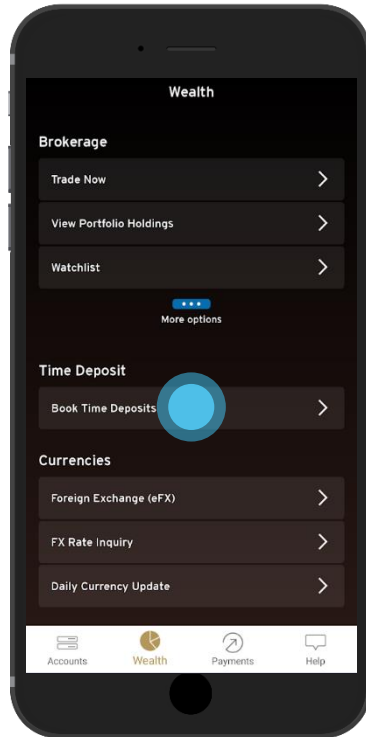 Wealth
Brokerage
Trade Now
View Portfolio Holdings
Watchlist
More options
Time Deposit
Book Time Deposits
Currencies
Foreign Exchange (eFX)
FX Rate Inquiry
Daily Currency Update
Accounts
Wealth
Payments
Help